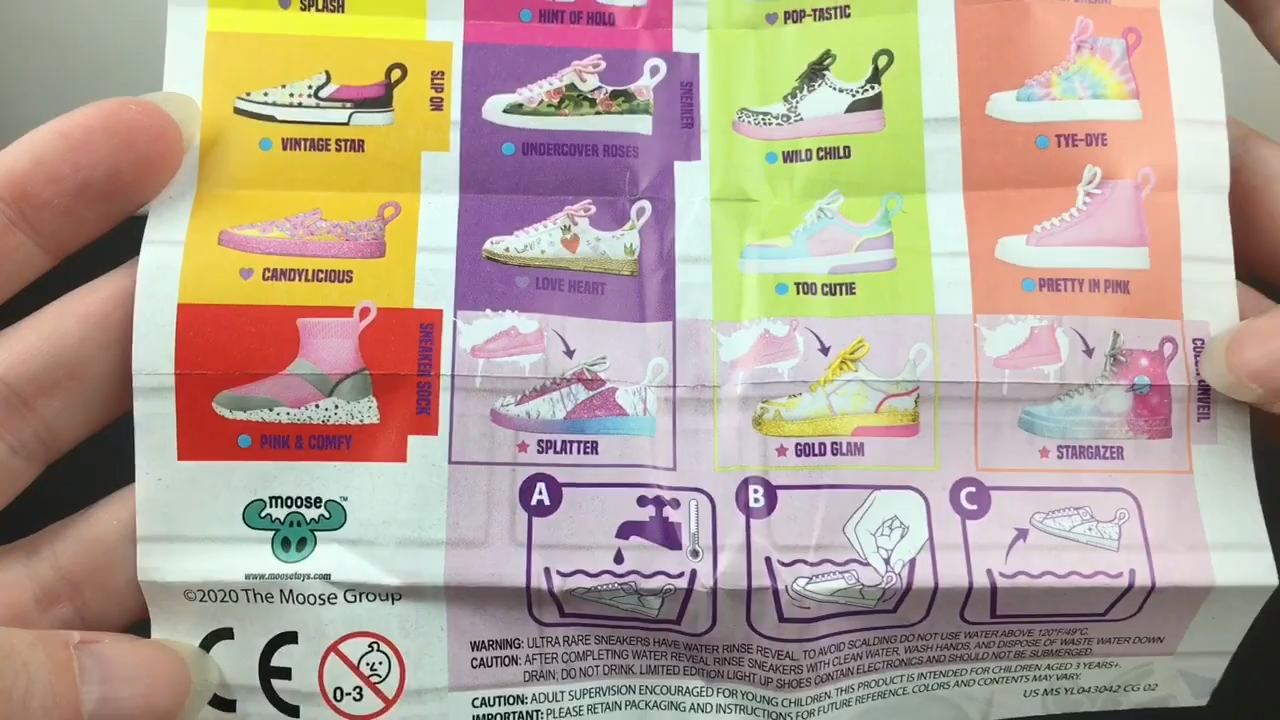 SPLASH
HINT OF HOLO
POP-TASTIC
SLIP ON
SNEAKER
VINTAGE STAR
UNDERCOVER ROSES
WILD CHILD
TYE-DYE
CANDYLICIOUS
LOVE HEART
TOO CUTIE
PRETTY IN PINK
SNEAKER SOCK
PINK & COMFY
SPLATTER
GOLD GLAM
STARGAZER
UNVEIL
moose™
www.moosetoys.com
©2020 The Moose Group
CE
0-3
A
B
C
WARNING: ULTRA RARE SNEAKERS HAVE WATER RINSE REVEAL. TO AVOID SCALDING DO NOT USE WATER ABOVE 120°F/49°C.
CAUTION: AFTER COMPLETING WATER REVEAL RINSE SNEAKERS WITH CLEAN WATER, WASH HANDS, AND DISPOSE OF WASTE WATER DOWN
DRAIN; DO NOT DRINK. LIMITED EDITION LIGHT UP SHOES CONTAIN ELECTRONICS AND SHOULD NOT BE SUBMERGED.
CAUTION: ADULT SUPERVISION ENCOURAGED FOR YOUNG CHILDREN. THIS PRODUCT IS INTENDED FOR CHILDREN AGED 3 YEARS+.
IMPORTANT: PLEASE RETAIN PACKAGING AND INSTRUCTIONS FOR FUTURE REFERENCE. COLORS AND CONTENTS MAY VARY.
US MS YL043042 CG 02